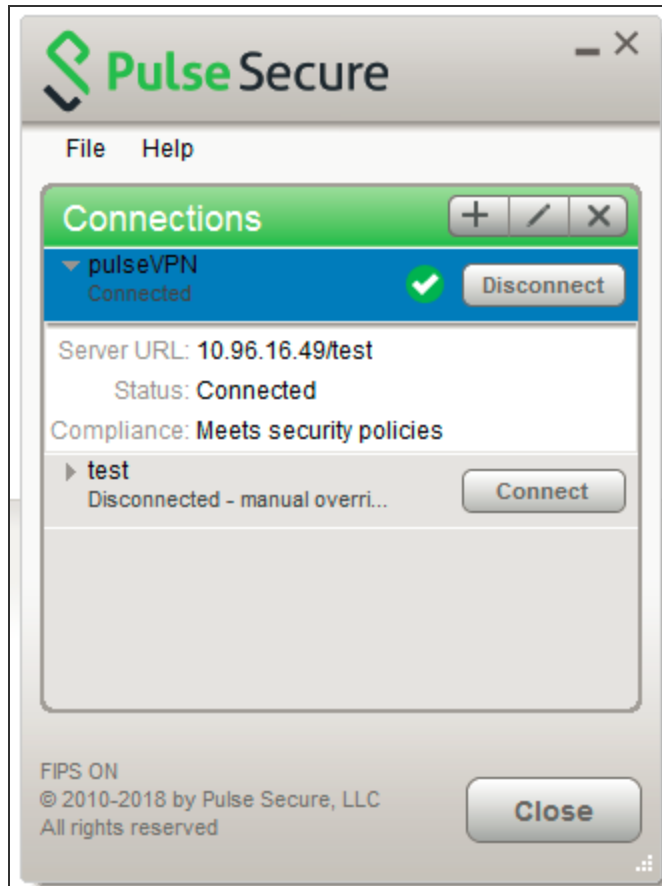 Pulse Secure
File Help
Connections
pulseVPN
Connected
Disconnect
Server URL: 10.96.16.49/test
Status: Connected
Compliance: Meets security policies
test
Disconnected - manual overri...
Connect
FIPS ON
© 2010-2018 by Pulse Secure, LLC
All rights reserved
Close